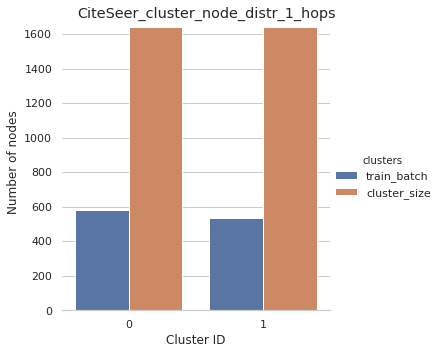 CiteSeer_cluster_node_distr_1_hops
1600
1400
1200
1000
800
600
400
200
0
Number of nodes
0 1
Cluster ID
clusters
train_batch
cluster_size